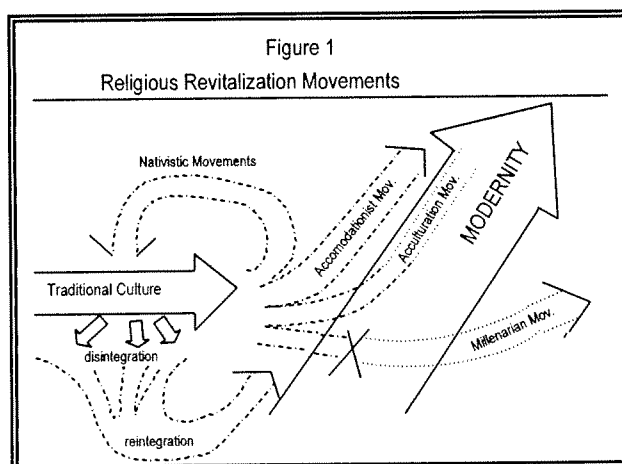 Figure 1
Religious Revitalization Movements
Nativistic Movements
Accomodationist Mov.
Acculturation Mov.
MODERNITY
Traditional Culture
Millenarian Mov.
disintegration
reintegration